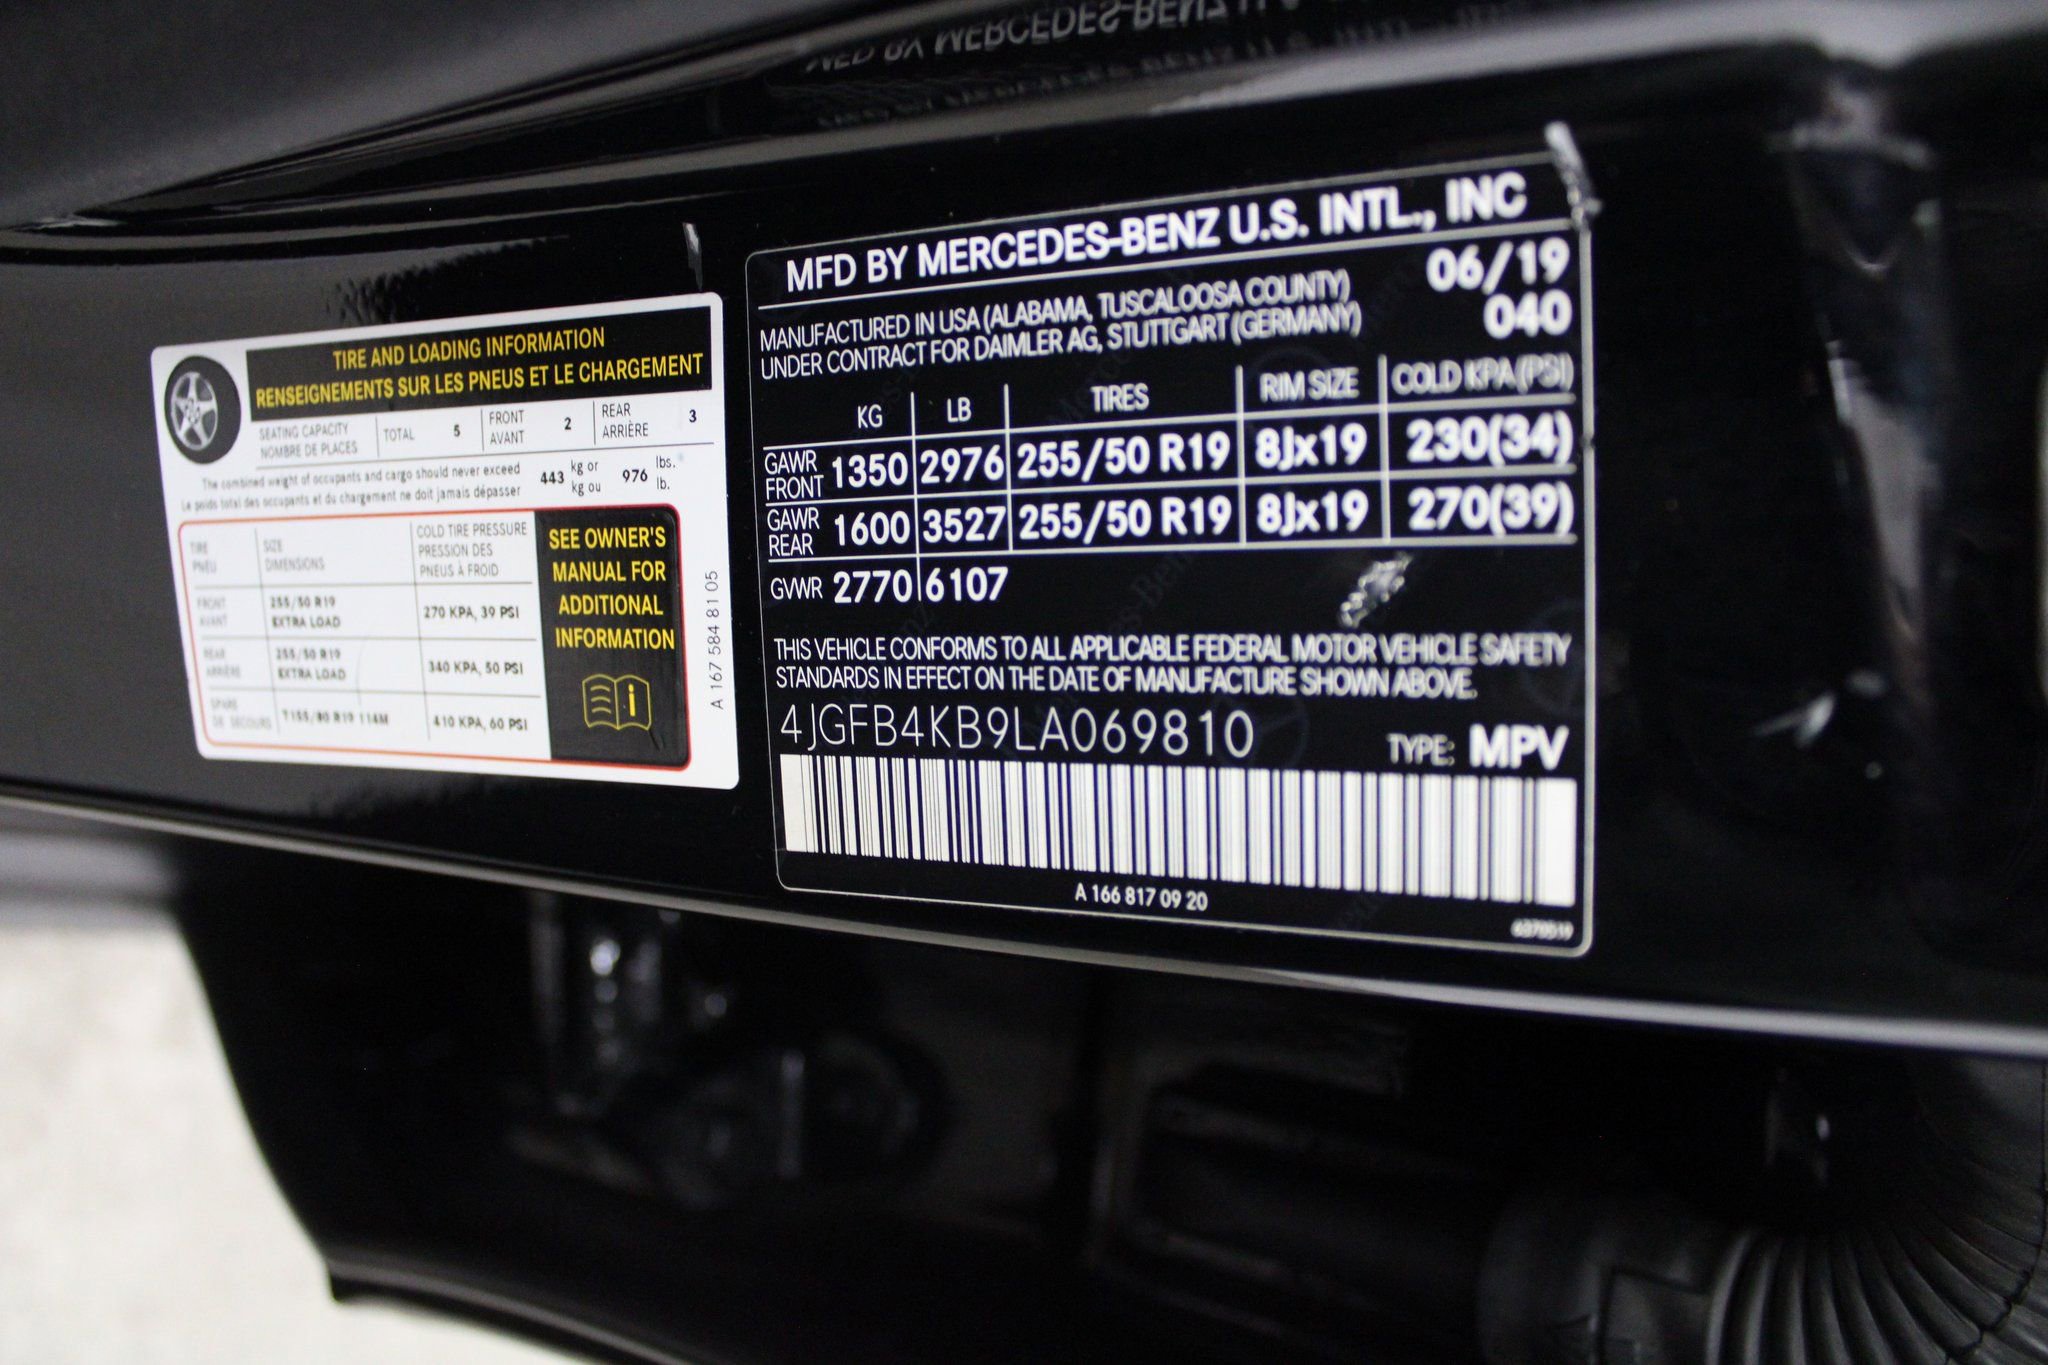 TIRE AND LOADING INFORMATION
RENSEIGNEMENTS SUR LES PNEUS ET LE CHARGEMENT
SEATING CAPACITY
NOMBRE DE PLACES
TOTAL 5
FRONT
AVANT
2
REAR
ARRIÈRE
3
The combined weight of occupants and cargo should never exceed
Le poids total des occupants et du chargement ne doit jamais dépasser
443 kg or
kg ou
976 lbs.
lb.
TIRE
PNEU
SIZE
DIMENSIONS
COLD TIRE PRESSURE
PRESSION DES
PNEUS À FROID
FRONT
AVANT
255/50 R19
EXTRA LOAD
270 KPA, 39 PSI
REAR
ARRIÈRE
255/50 R19
EXTRA LOAD
340 KPA, 50 PSI
SPARE
DE SECOURS
T155/80 R19 114M
410 KPA, 60 PSI
SEE OWNER'S
MANUAL FOR
ADDITIONAL
INFORMATION
A 167 584 81 05
MFD BY MERCEDES-BENZ U.S. INTL., INC
06/19
MANUFACTURED IN USA (ALABAMA, TUSCALOOSA COUNTY)
040
UNDER CONTRACT FOR DAIMLER AG, STUTTGART (GERMANY)
KG LB TIRES RIM SIZE COLD KPA (PSI)
GAWR
FRONT
1350 2976 255/50 R19 8Jx19 230(34)
GAWR
REAR
1600 3527 255/50 R19 8Jx19 270(39)
GVWR 2770 6107
THIS VEHICLE CONFORMS TO ALL APPLICABLE FEDERAL MOTOR VEHICLE SAFETY
STANDARDS IN EFFECT ON THE DATE OF MANUFACTURE SHOWN ABOVE.
4JGFB4KB9LA069810
TYPE: MPV
A 166 817 09 20